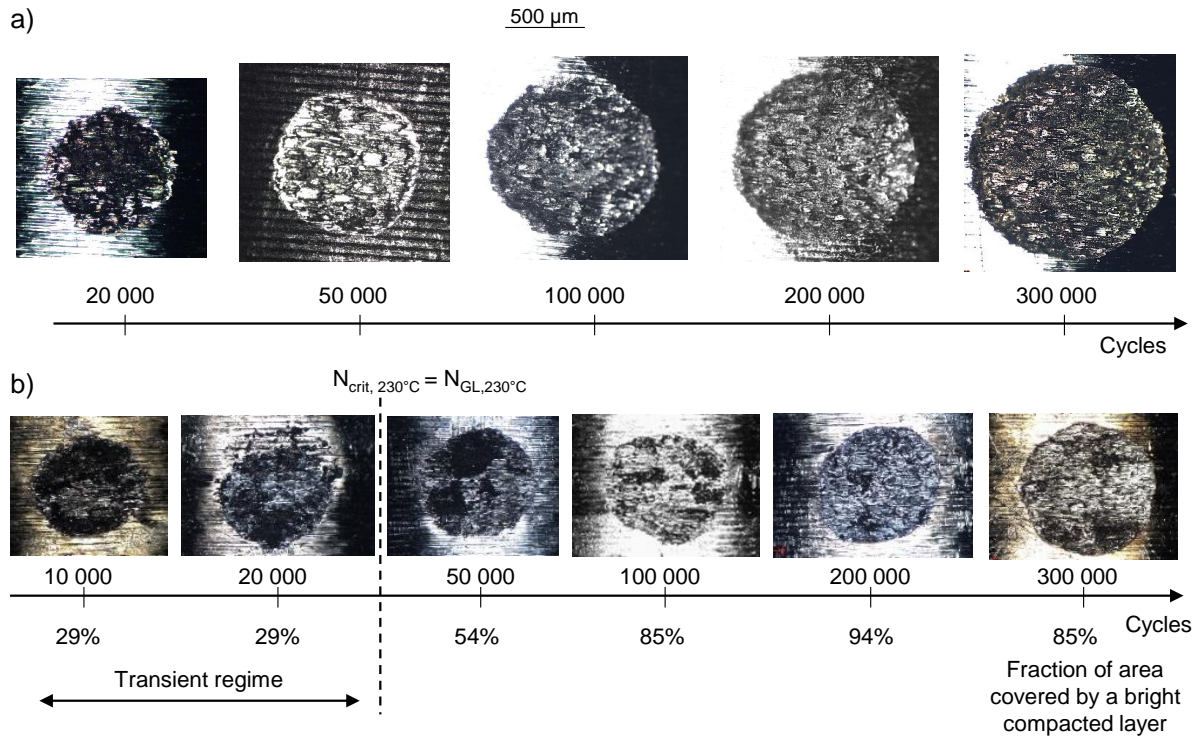 a)
500 µm
20 000
50 000
100 000
200 000
300 000
Cycles
b)
Ncrit, 230°C = NGL,230°C
10 000
20 000
50 000
100 000
200 000
300 000
29%
29%
54%
85%
94%
85%
Cycles
Transient regime
Fraction of area
covered by a bright
compacted layer